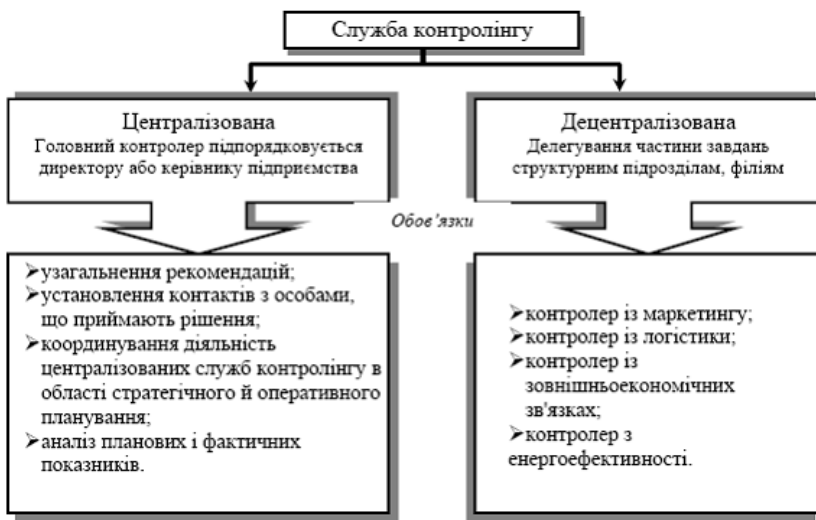 Служба контролінгу
Централізована
Головний контролер підпорядковується
директору або керівнику підприємства
Децентралізована
Делегування частини завдань
структурним підрозділам, філіям
Обов’язки
➢узагальнення рекомендацій;
➢установлення контактів з особами,
що приймають рішення;
➢координування діяльність
централізованих служб контролінгу в
області стратегічного й оперативного
планування;
➢аналіз планових і фактичних
показників.
➢контролер із маркетингу;
➢контролер із логістики;
➢контролер із
зовнішньоекономічних
зв'язках;
➢контролер з
енергоефективності.